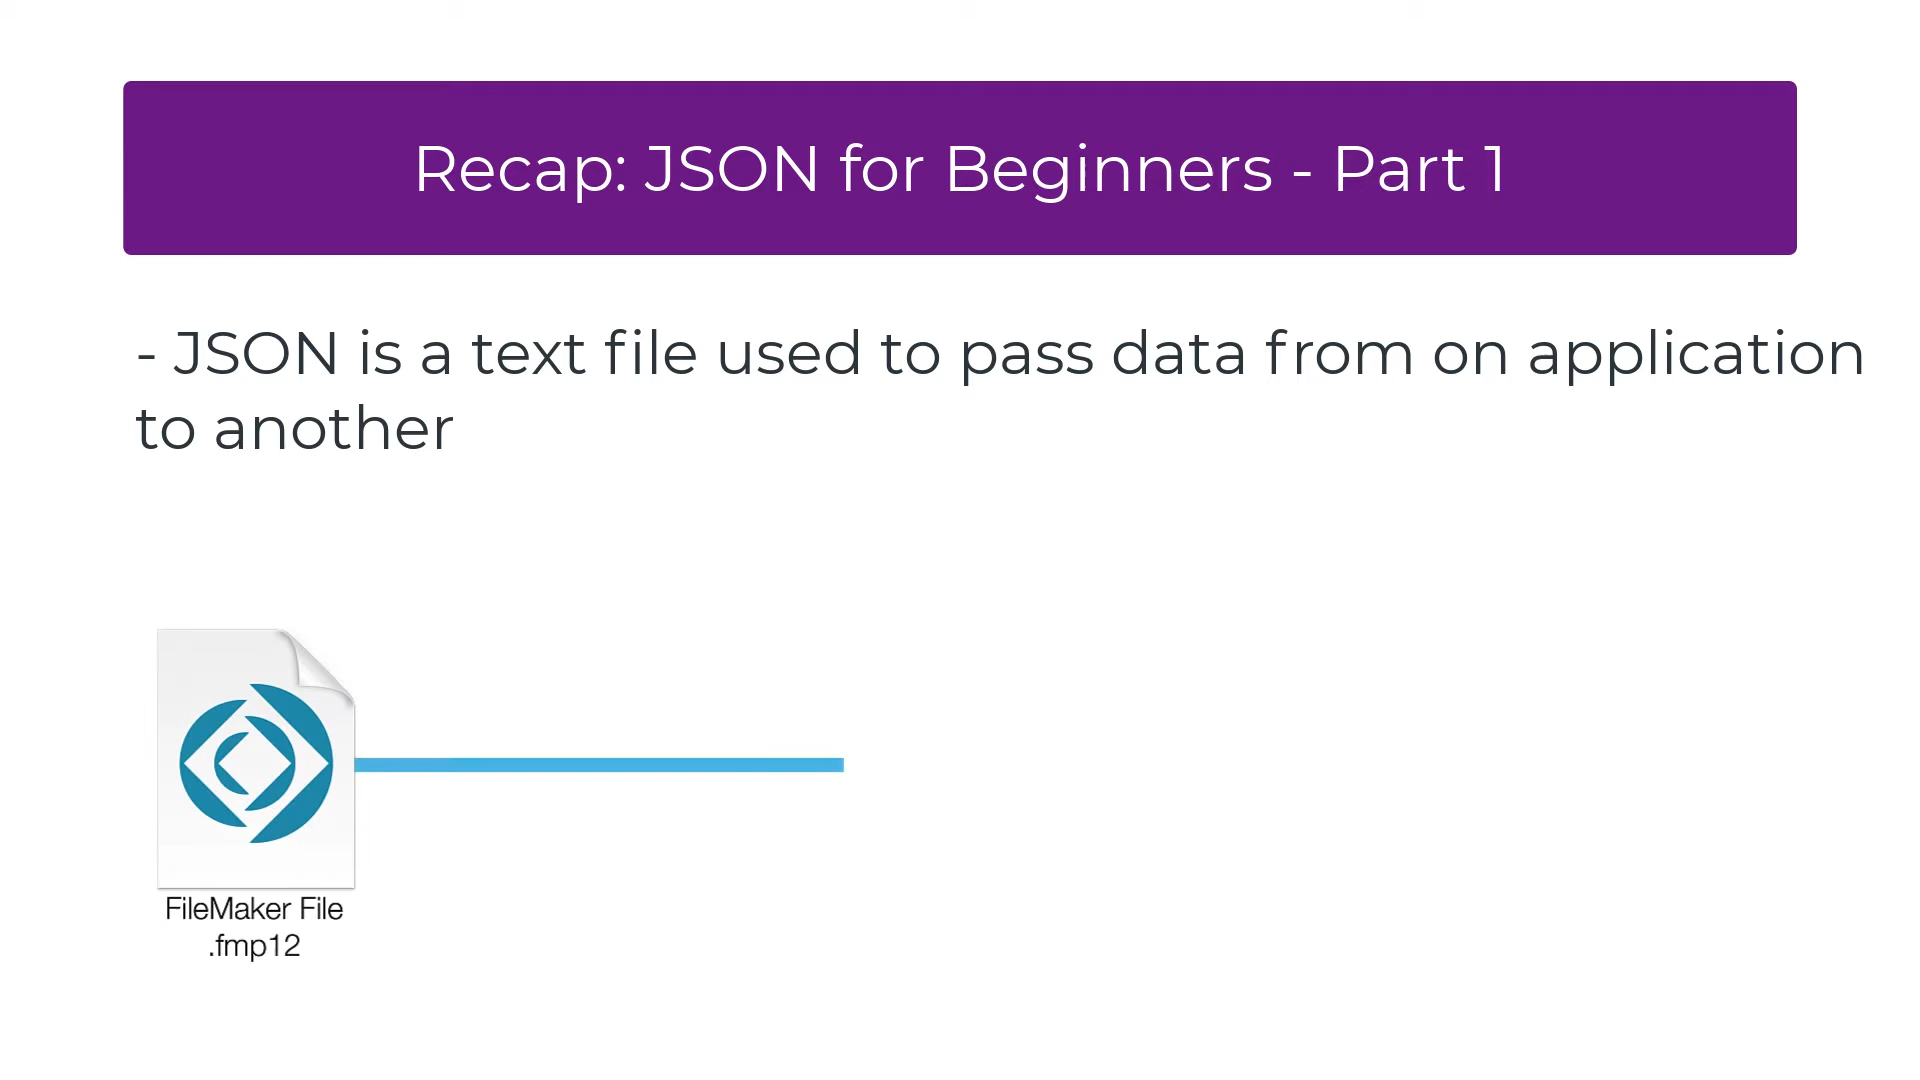 Recap: JSON for Beginners - Part 1
- JSON is a text file used to pass data from on application
to another
FileMaker File
.fmp12